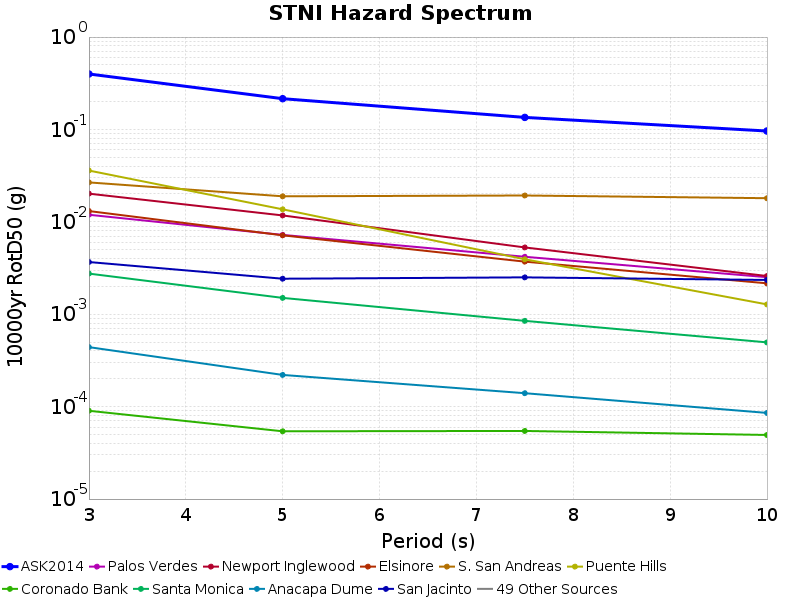 STNI Hazard Spectrum
10000yr RotD50 (g)
10^0
10^-1
10^-2
10^-3
10^-4
10^-5
3 4 5 6 7 8 9 10
Period (s)
ASK2014 Palos Verdes Newport Inglewood Elsinore S. San Andreas Puente Hills
Coronado Bank Santa Monica Anacapa Dume San Jacinto 49 Other Sources